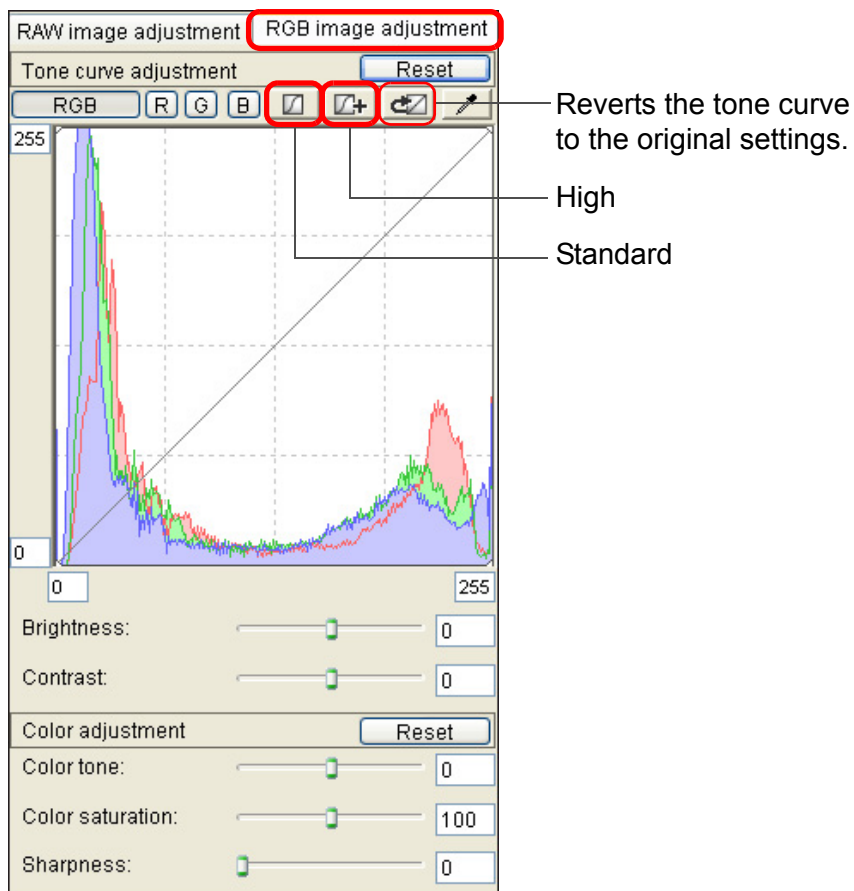 RAW image adjustment RGB image adjustment
Tone curve adjustment Reset
RGB R G B
Reverts the tone curve
to the original settings.
255
High
Standard
0
0 255
Brightness: 0
Contrast: 0
Color adjustment Reset
Color tone: 0
Color saturation: 100
Sharpness: 0